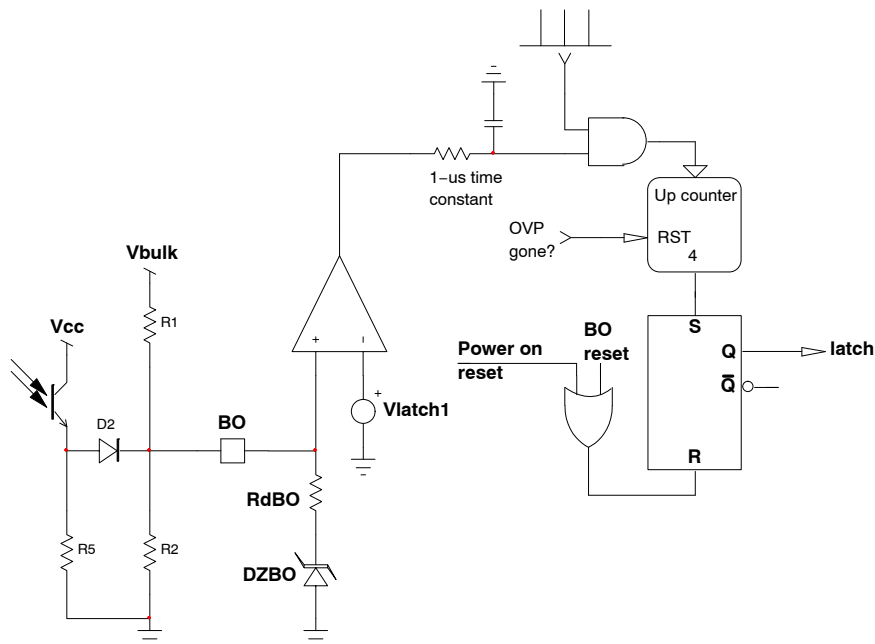 1−us time
constant
Up counter
OVP
gone?
RST
4
Vbulk
R1
Vcc
S
BO
reset
Power on
reset
Q
latch
Q̅
+
−
+
Vlatch1
D2
BO
R
RdBO
R5
R2
DZBO